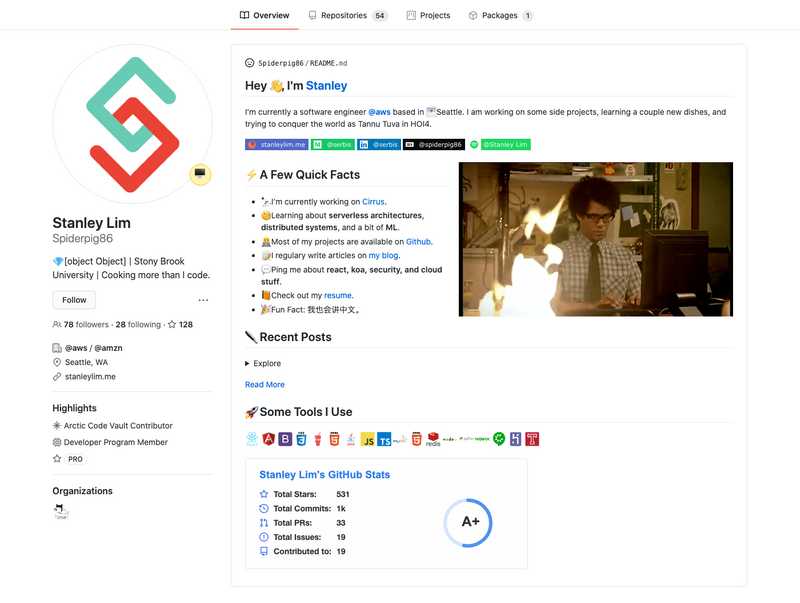 Overview
Repositories 54
Projects
Packages 1
Stanley Lim
Spiderpig86
[object Object] | Stony Brook
University | Cooking more than I code.
Follow
78 followers · 28 following · 128
@aws / @amzn
Seattle, WA
stanleylim.me
Highlights
Arctic Code Vault Contributor
Developer Program Member
PRO
Organizations
Spiderpig86/README.md
Hey 👋, I'm Stanley
I'm currently a software engineer @aws based in Seattle. I am working on some side projects, learning a couple new dishes, and
trying to conquer the world as Tannu Tuva in HOI4.
stanleylim.me @serbis @serbis @spiderpig86 @Stanley Lim
⚡A Few Quick Facts
I'm currently working on Cirrus.
Learning about serverless architectures,
distributed systems, and a bit of ML.
Most of my projects are available on Github.
I regulary write articles on my blog.
Ping me about react, koa, security, and cloud
stuff.
Check out my resume.
Fun Fact: 我也会讲中文。
Recent Posts
Explore
Read More
🚀Some Tools I Use
B JS TS redis
Stanley Lim's GitHub Stats
Total Stars: 531
Total Commits: 1k
Total PRs: 33
Total Issues: 19
Contributed to: 19
A+